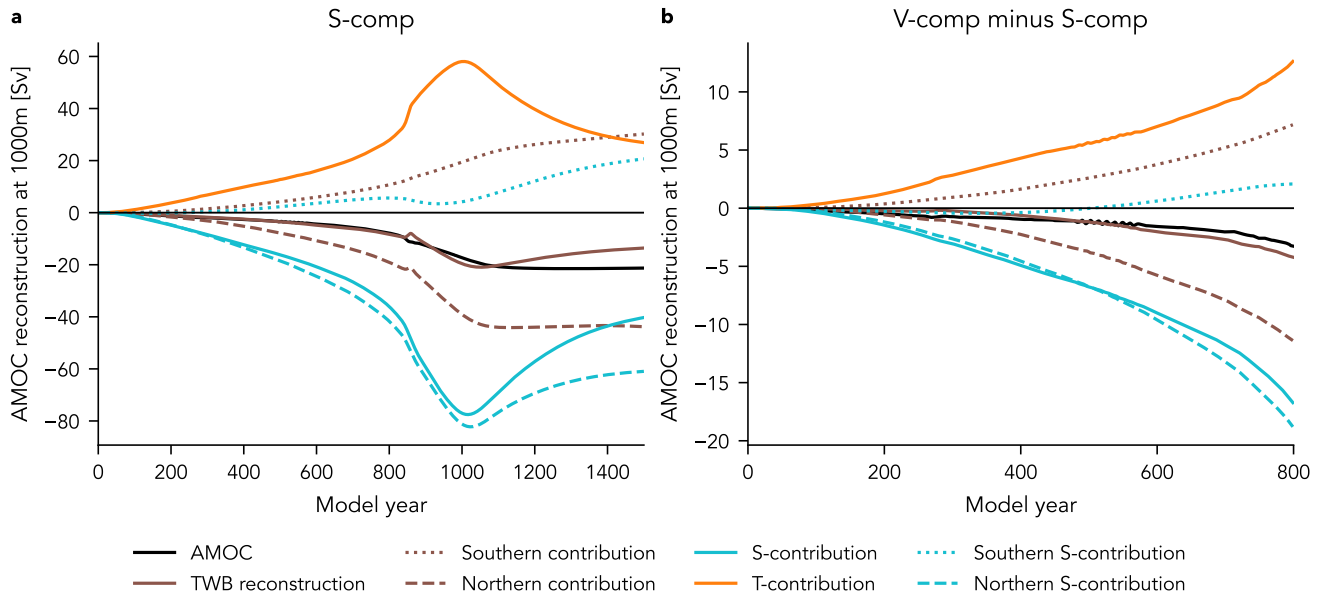 a
S-comp
AMOC reconstruction at 1000m [Sv]
60
40
20
0
−20
−40
−60
−80
0 200 400 600 800 1000 1200 1400
Model year
b
V-comp minus S-comp
AMOC reconstruction at 1000m [Sv]
10
5
0
−5
−10
−15
−20
0 200 400 600 800
Model year
AMOC Southern contribution S-contribution Southern S-contribution
TWB reconstruction Northern contribution T-contribution Northern S-contribution